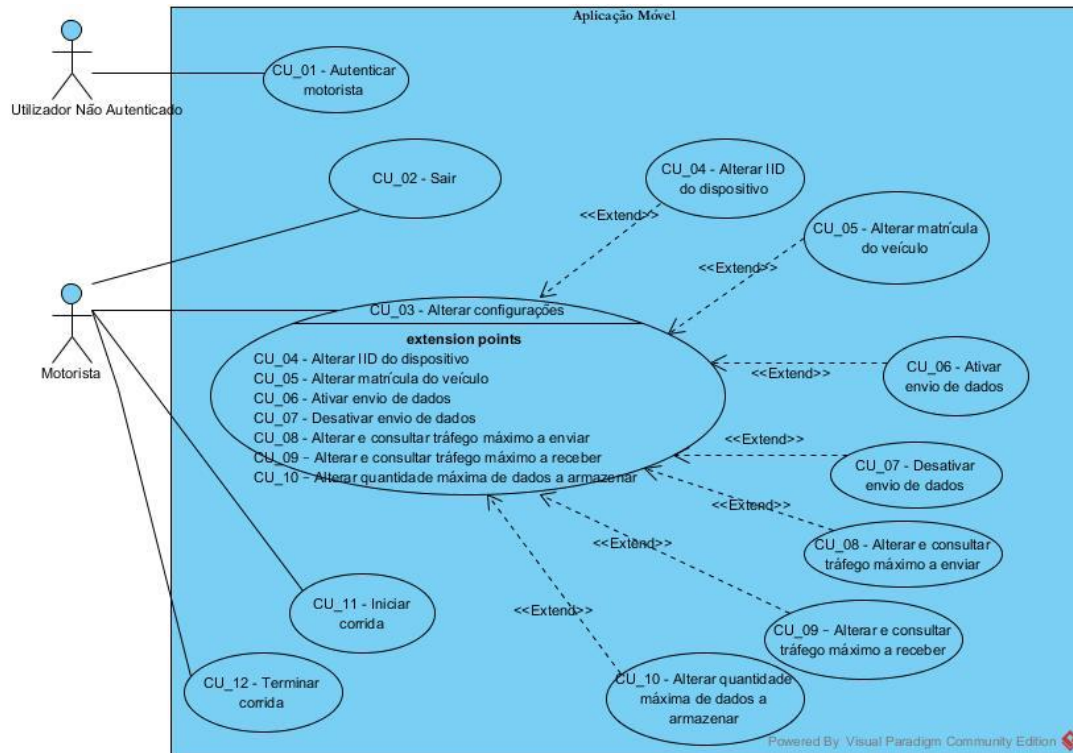 Aplicação Móvel
Utilizador Não Autenticado
CU_01 - Autenticar
motorista
CU_02 - Sair
CU_04 - Alterar IID
do dispositivo
<<Extend>>
CU_05 - Alterar matrícula
do veículo
<<Extend>>
Motorista
CU_03 - Alterar configurações
extension points
CU_04 - Alterar IID do dispositivo
CU_05 - Alterar matrícula do veículo
CU_06 - Ativar envio de dados
CU_07 - Desativar envio de dados
CU_08 - Alterar e consultar tráfego máximo a enviar
CU_09 - Alterar e consultar tráfego máximo a receber
CU_10 - Alterar quantidade máxima de dados a armazenar
<<Extend>>
CU_06 - Ativar
envio de dados
<<Extend>>
CU_07 - Desativar
envio de dados
<<Extend>>
CU_08 - Alterar e consultar
tráfego máximo a enviar
<<Extend>>
CU_09 - Alterar e consultar
tráfego máximo a receber
<<Extend>>
CU_10 - Alterar quantidade
máxima de dados a
armazenar
CU_11 - Iniciar
corrida
CU_12 - Terminar
corrida
Powered By Visual Paradigm Community Edition